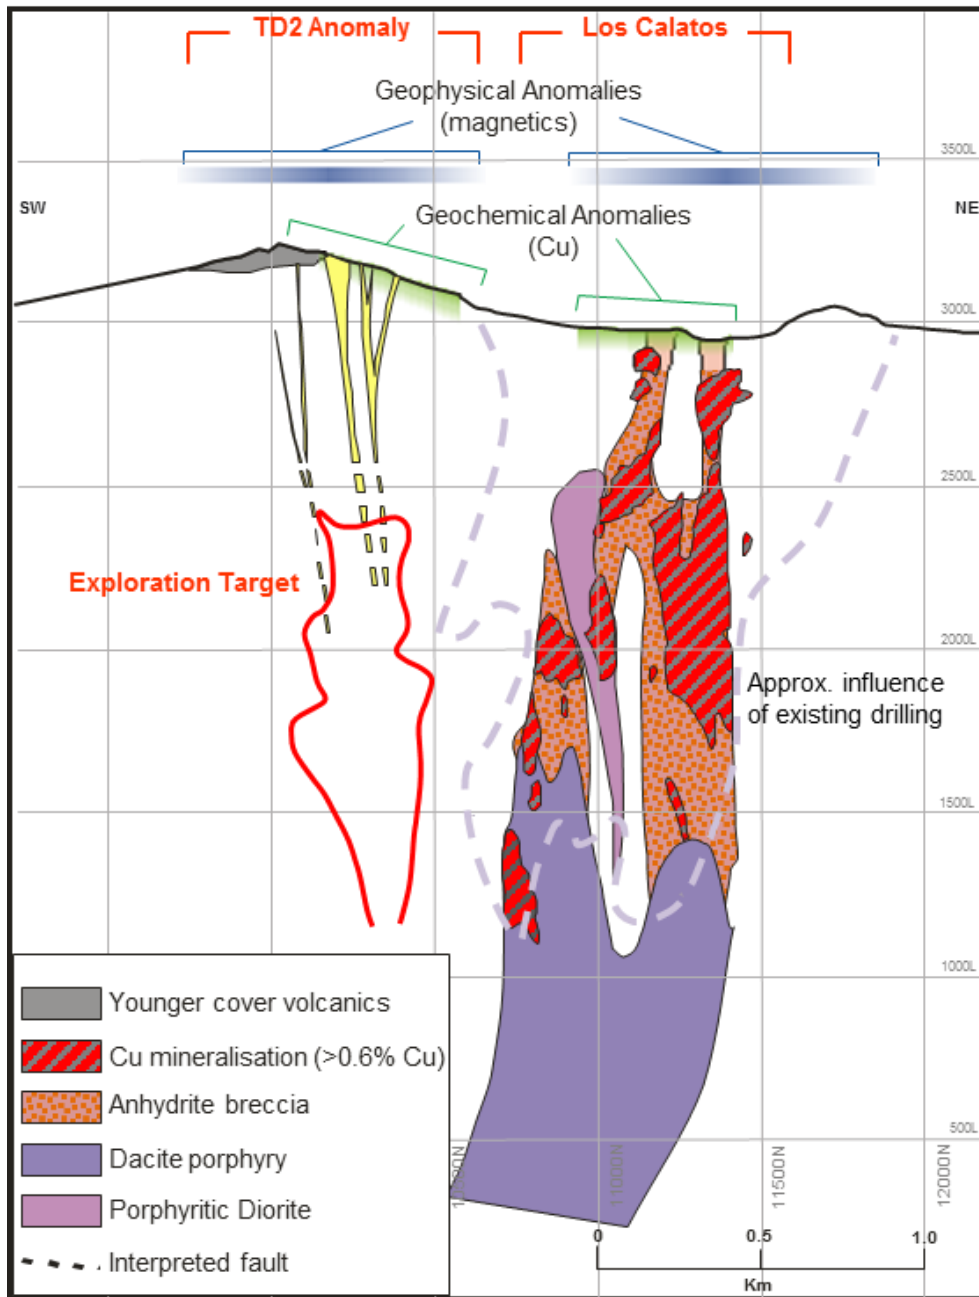 TD2 Anomaly
Los Calatos
Geophysical Anomalies
(magnetics)
3500L
SW
NE
Geochemical Anomalies
(Cu)
3000L
2500L
Exploration Target
2000L
Approx. influence
of existing drilling
1500L
1000L
Younger cover volcanics
Cu mineralisation (>0.6% Cu)
Anhydrite breccia
Dacite porphyry
Porphyritic Diorite
Interpreted fault
500L
11000N
11500N
12000N
0
0.5
1.0
Km